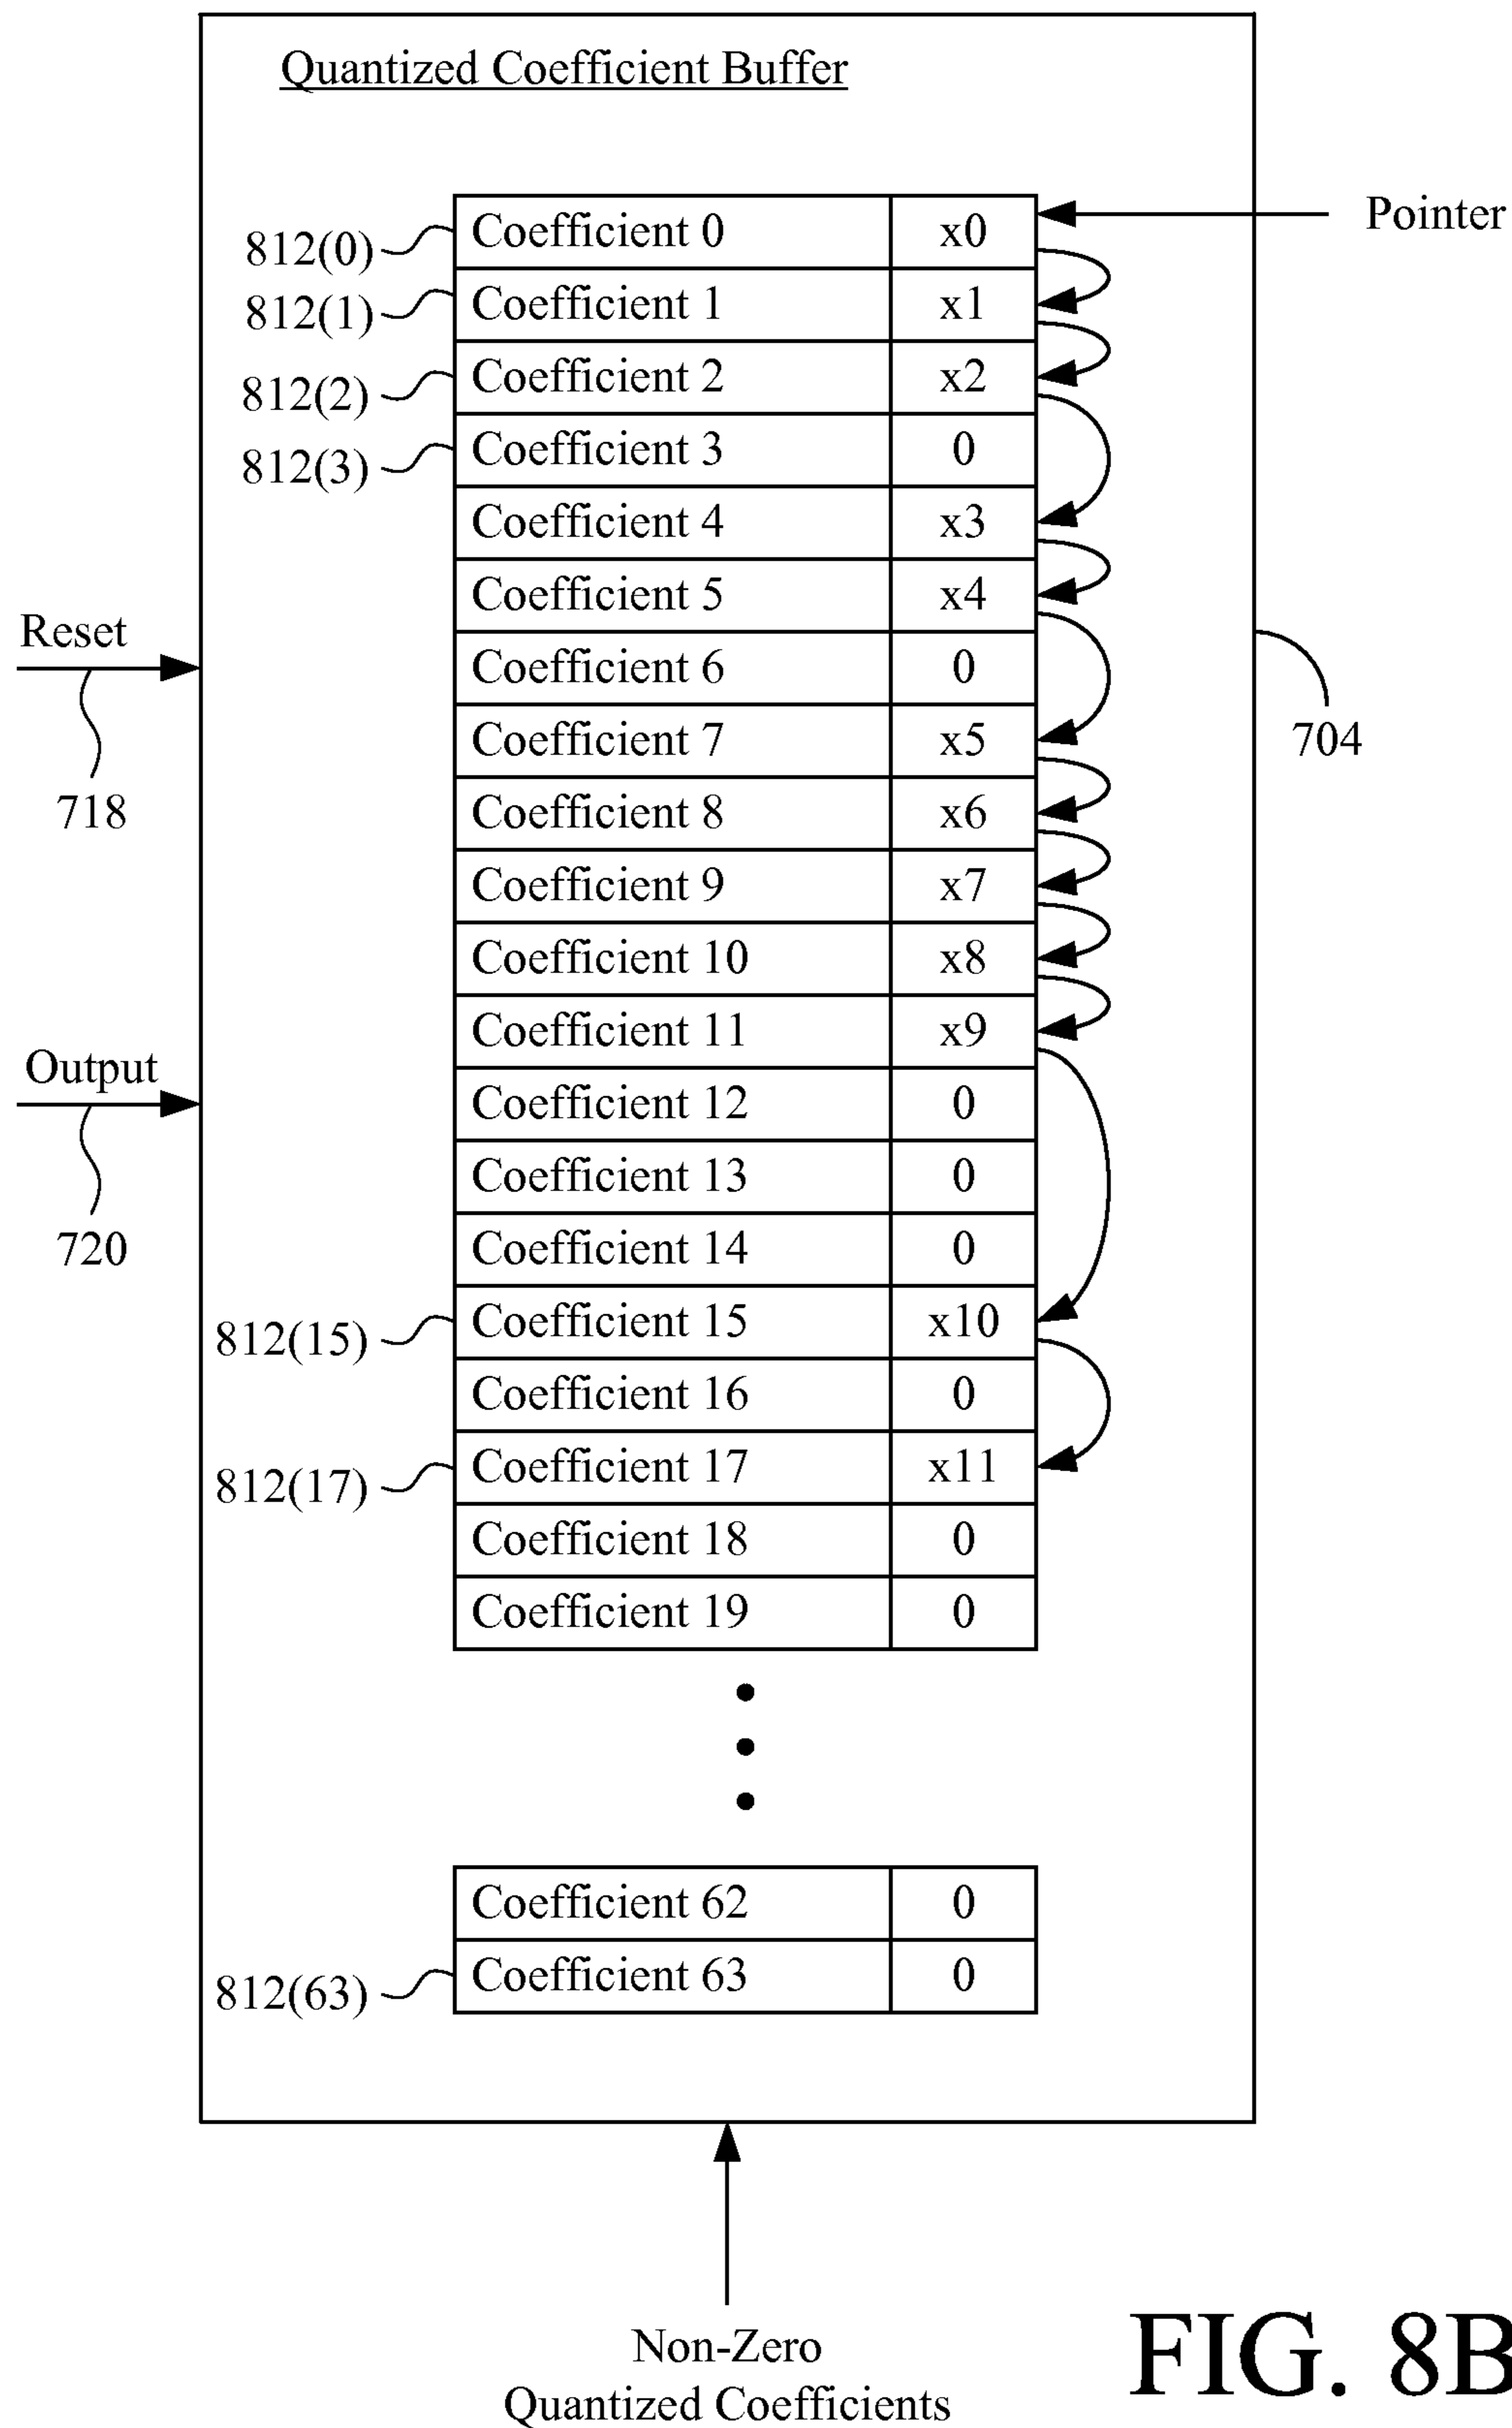 Quantized Coefficient Buffer
Pointer
812(0) Coefficient 0 x0
812(1) Coefficient 1 x1
812(2) Coefficient 2 x2
812(3) Coefficient 3 0
Coefficient 4 x3
Coefficient 5 x4
Reset
Coefficient 6 0
Coefficient 7 x5
704
718
Coefficient 8 x6
Coefficient 9 x7
Coefficient 10 x8
Coefficient 11 x9
Output
Coefficient 12 0
Coefficient 13 0
720
Coefficient 14 0
812(15) Coefficient 15 x10
Coefficient 16 0
812(17) Coefficient 17 x11
Coefficient 18 0
Coefficient 19 0
Coefficient 62 0
812(63) Coefficient 63 0
Non-Zero
Quantized Coefficients
FIG. 8B